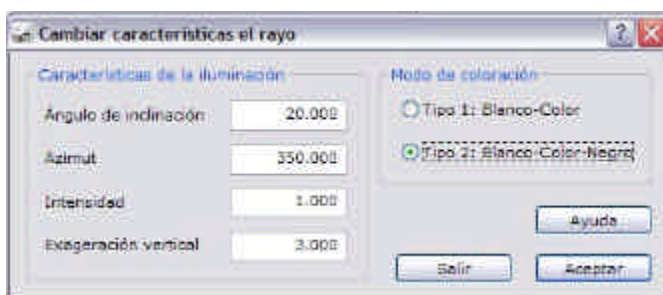 Cambiar características el rayo
Características de la iluminación
Angulo de inclinación 20.000
Azimut 350.000
Intensidad 1.000
Exageración vertical 3.000
Modo de coloración
Tipo 1: Blanco-Color
Tipo 2: Blanco-Color-Negro
Ayuda
Salir Aceptar